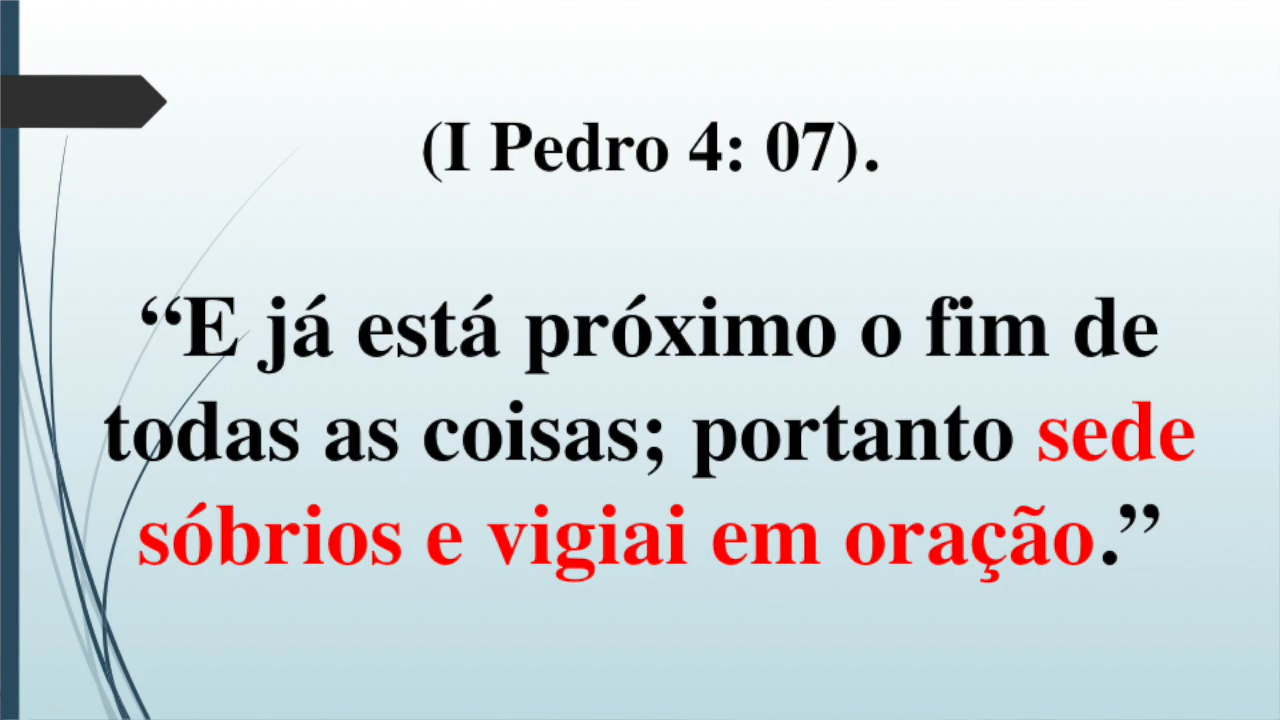 (I Pedro 4: 07).
“E já está próximo o fim de
todas as coisas; portanto sede
sóbrios e vigiai em oração.”